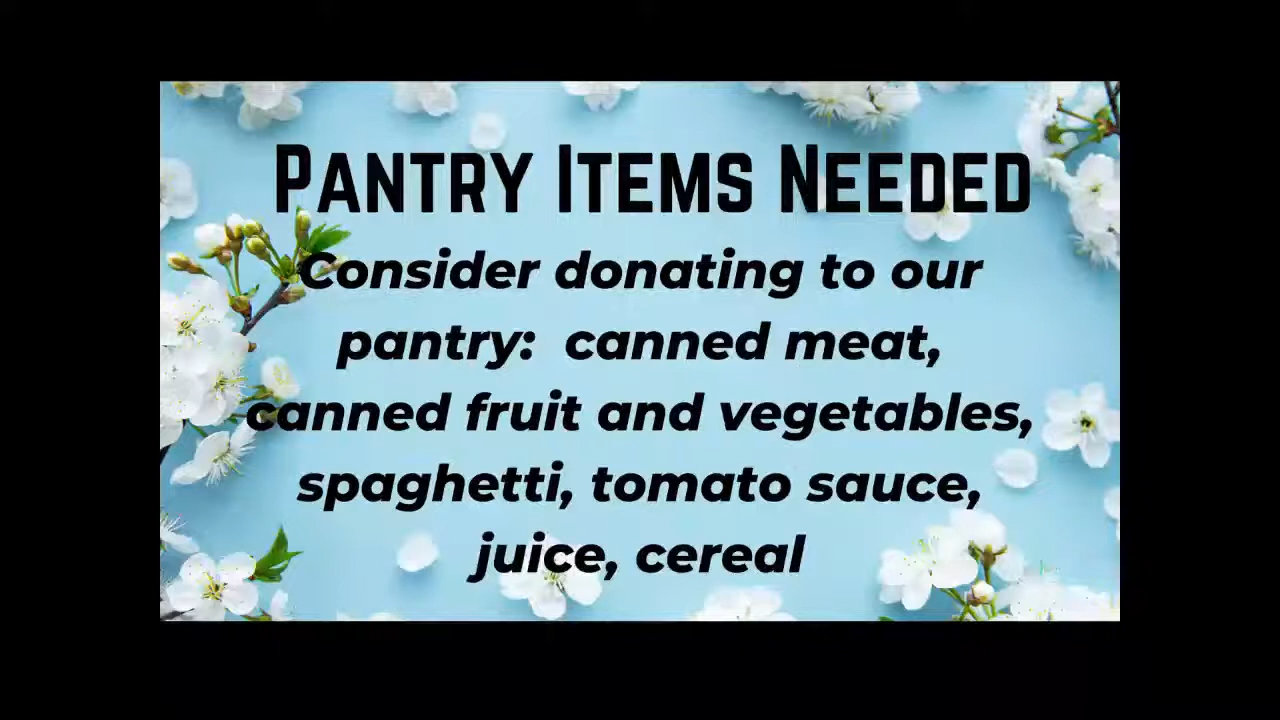 Pantry Items Needed
Consider donating to our
pantry:  canned meat,
canned fruit and vegetables,
spaghetti, tomato sauce,
juice, cereal